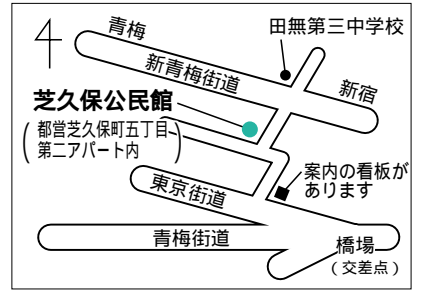 青梅
田無第三中学校
新青梅街道
新宿
芝久保公民館
(都営芝久保町五丁目
第二アパート内)
案内の看板が
あります
東京街道
青梅街道
橋場
(交差点)